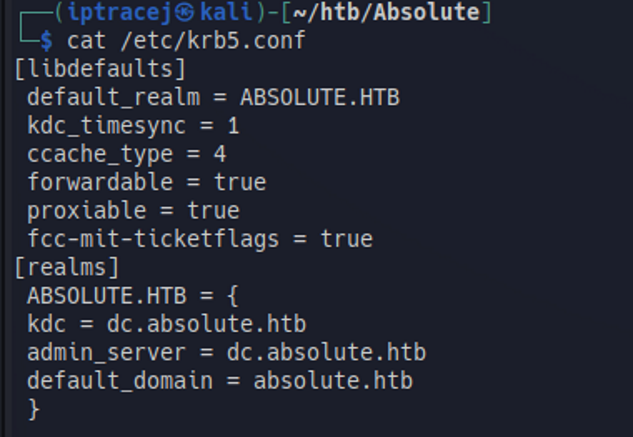 ┌──(iptracej㉿kali)-[~/htb/Absolute]
└─$ cat /etc/krb5.conf
[libdefaults]
 default_realm = ABSOLUTE.HTB
 kdc_timesync = 1
 ccache_type = 4
 forwardable = true
 proxiable = true
 fcc-mit-ticketflags = true
[realms]
 ABSOLUTE.HTB = {
 kdc = dc.absolute.htb
 admin_server = dc.absolute.htb
 default_domain = absolute.htb
 }